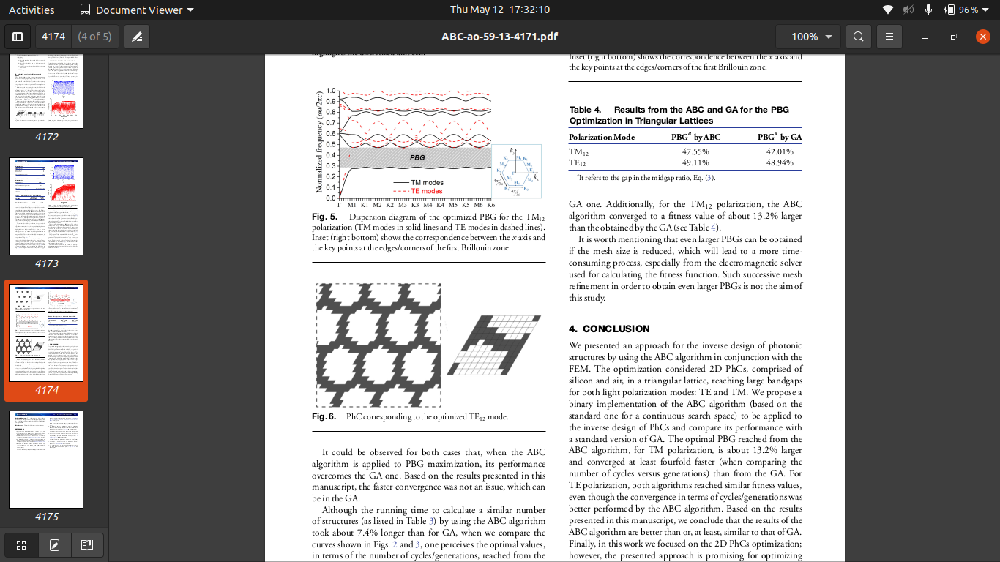 Activities
Document Viewer
Thu May 12 17:32:10
96 %
4174
(4 of 5)
ABC-ao-59-13-4171.pdf
100%
4172
4173
4174
4175
Normalized frequency (ωa/2πc)
1.0
0.9
0.8
0.7
0.6
0.5
0.4
0.3
0.2
0.1
0.0
PBG
TM modes
TE modes
M1 K1 M2 K2 M3 K3 M4 K4 M5 K5 M6 K6
Fig. 5. Dispersion diagram of the optimized PBG for the TM12
polarization (TM modes in solid lines and TE modes in dashed lines).
Inset (right bottom) shows the correspondence between the x axis and
the key points at the edges/corners of the first Brillouin zone.
Fig. 6. PhC corresponding to the optimized TE12 mode.
It could be observed for both cases that, when the ABC
algorithm is applied to PBG maximization, its performance
overcomes the GA one. Based on the results presented in this
manuscript, the faster convergence was not an issue, which can
be in the GA.
Although the running time to calculate a similar number
of structures (as listed in Table 3) by using the ABC algorithm
took about 7.4% longer than for GA, when we compare the
curves shown in Figs. 2 and 3, one perceives the optimal values,
in terms of the number of cycles/generations, reached from the
(right bottom) shows the correspondence between the x axis and
the key points at the edges/corners of the first Brillouin zone.
Table 4. Results from the ABC and GA for the PBG
Optimization in Triangular Lattices
Polarization Mode PBGa by ABC PBGa by GA
TM12 47.55% 42.01%
TE12 49.11% 48.94%
aIt refers to the gap in the midgap ratio, Eq. (3).
GA one. Additionally, for the TM12 polarization, the ABC
algorithm converged to a fitness value of about 13.2% larger
than the obtained by the GA (see Table 4).
It is worth mentioning that even larger PBGs can be obtained
if the mesh size is reduced, which will lead to a more time-
consuming process, especially from the electromagnetic solver
used for calculating the fitness function. Such successive mesh
refinement in order to obtain even larger PBGs is not the aim of
this study.
4. CONCLUSION
We presented an approach for the inverse design of photonic
structures by using the ABC algorithm in conjunction with the
FEM. The optimization considered 2D PhCs, comprised of
silicon and air, in a triangular lattice, reaching large bandgaps
for both light polarization modes: TE and TM. We propose a
binary implementation of the ABC algorithm (based on the
standard one for a continuous search space) to be applied to
the inverse design of PhCs and compare its performance with
a standard version of GA. The optimal PBG reached from the
ABC algorithm, for TM polarization, is about 13.2% larger
and converged at least fourfold faster (when comparing the
number of cycles versus generations) than from the GA. For
TE polarization, both algorithms reached similar fitness values,
even though the convergence in terms of cycles/generations was
better performed by the ABC algorithm. Based on the results
presented in this manuscript, we conclude that the results of the
ABC algorithm are better than or, at least, similar to that of GA.
Finally, in this work we focused on the 2D PhCs optimization;
however, the presented approach is promising for optimizing